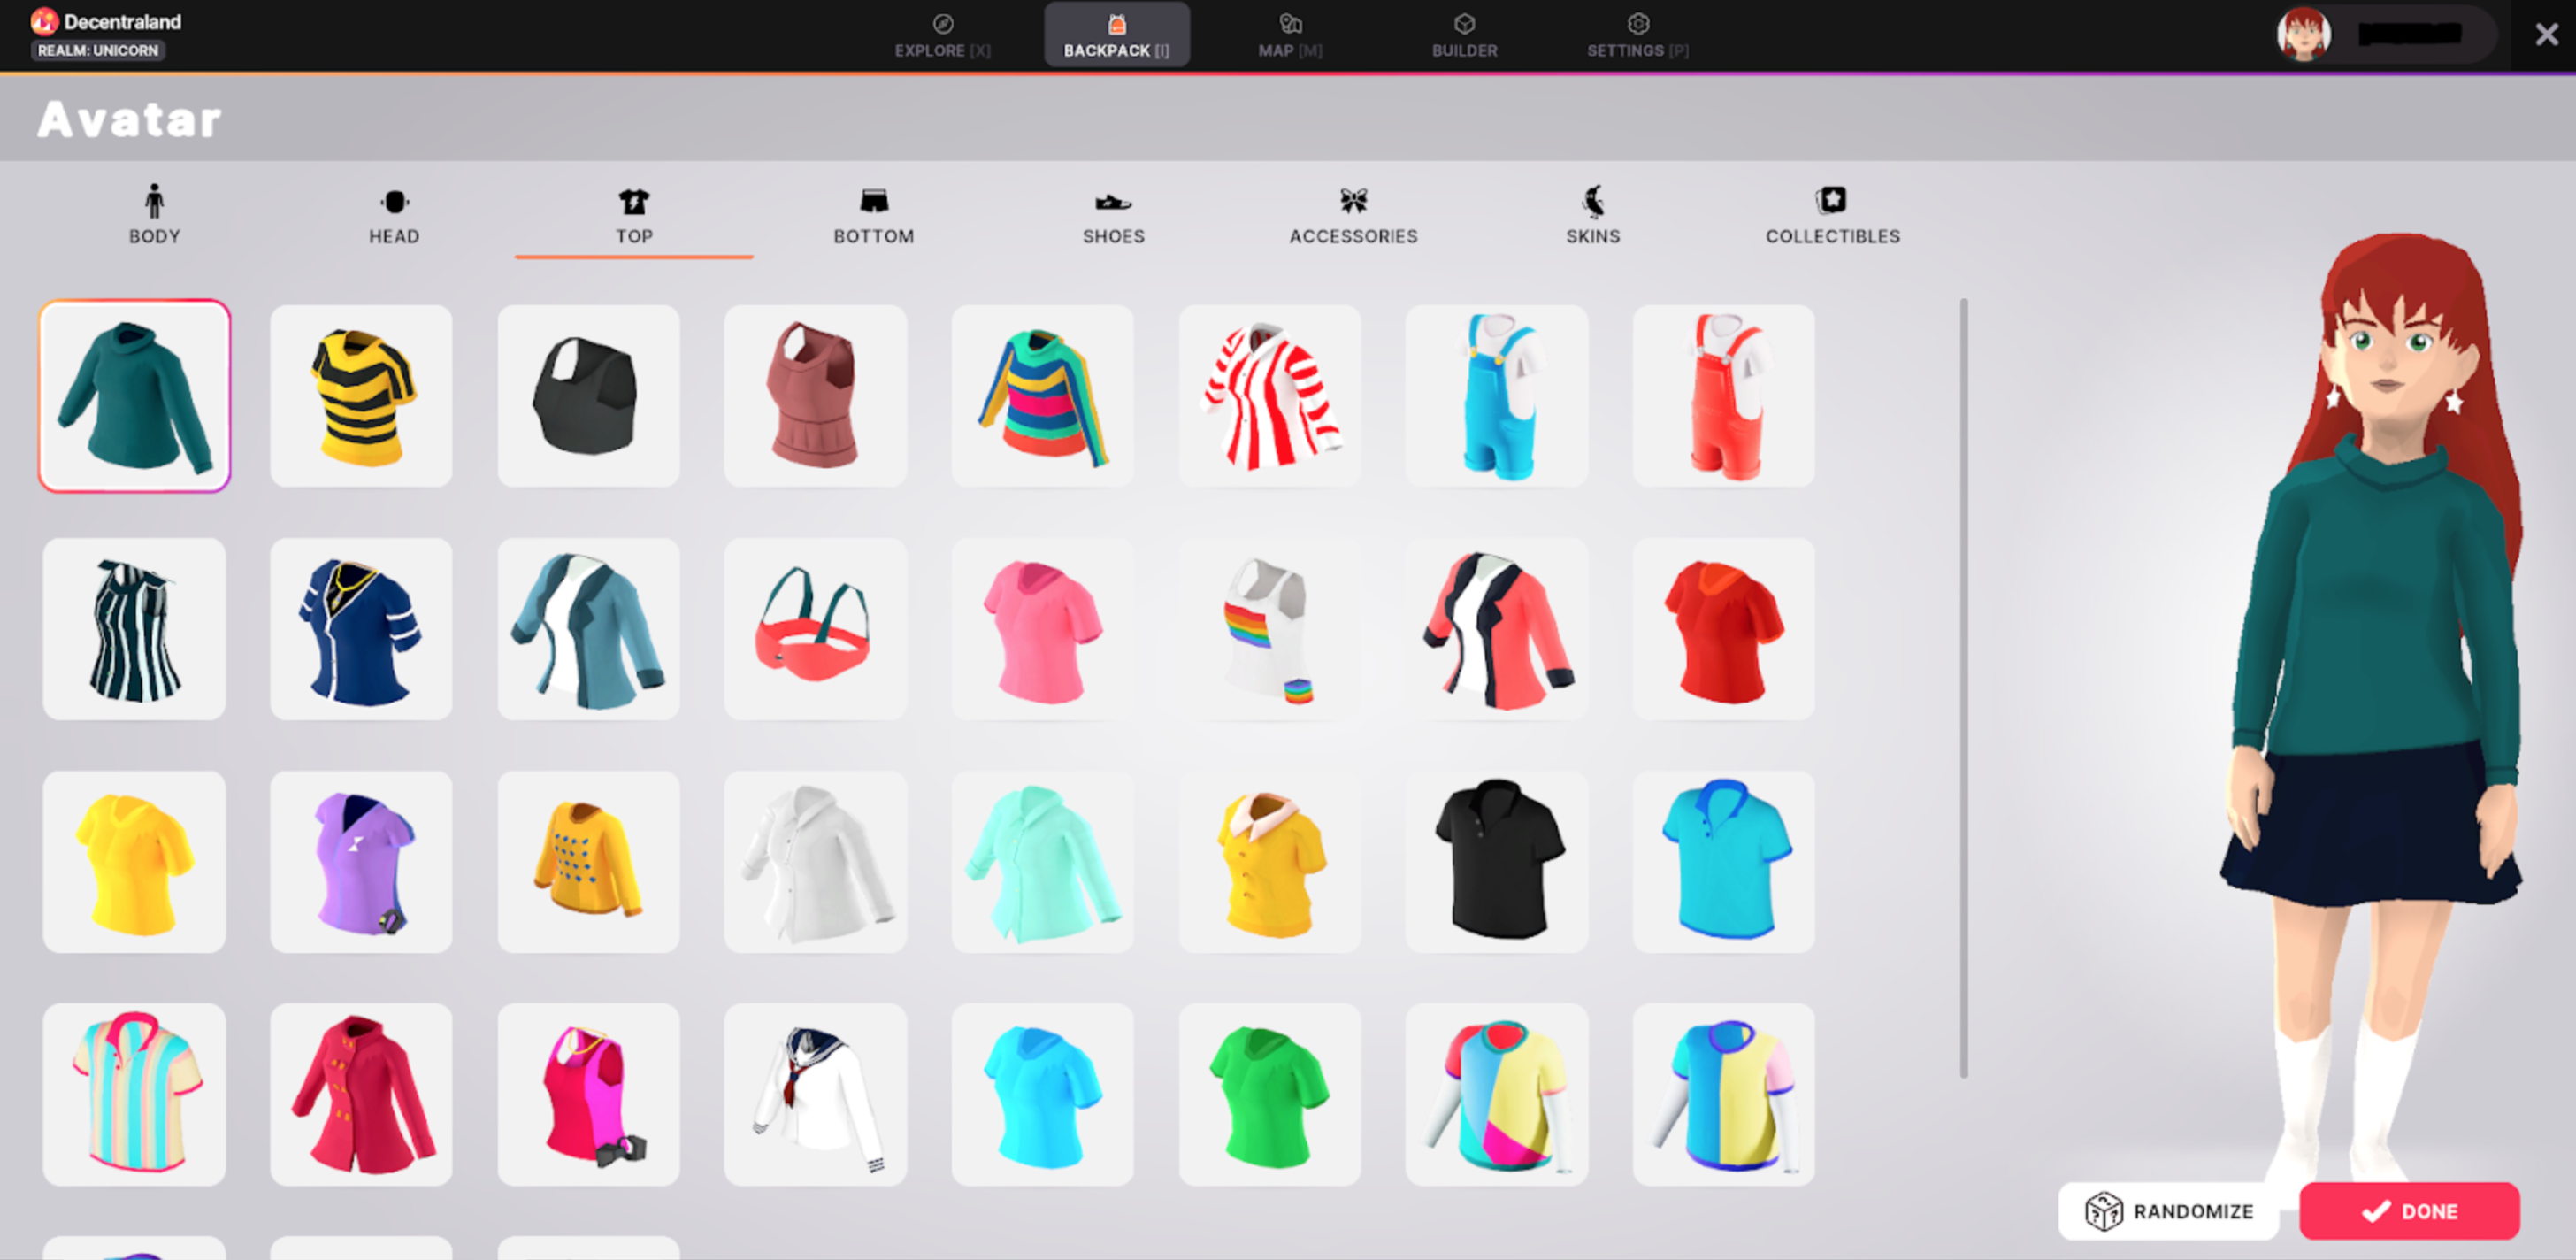 Decentraland
REALM: UNICORN
EXPLORE [X]
BACKPACK [I]
MAP [M]
BUILDER
SETTINGS [P]
Avatar
BODY
HEAD
TOP
BOTTOM
SHOES
ACCESSORIES
SKINS
COLLECTIBLES
RANDOMIZE
DONE